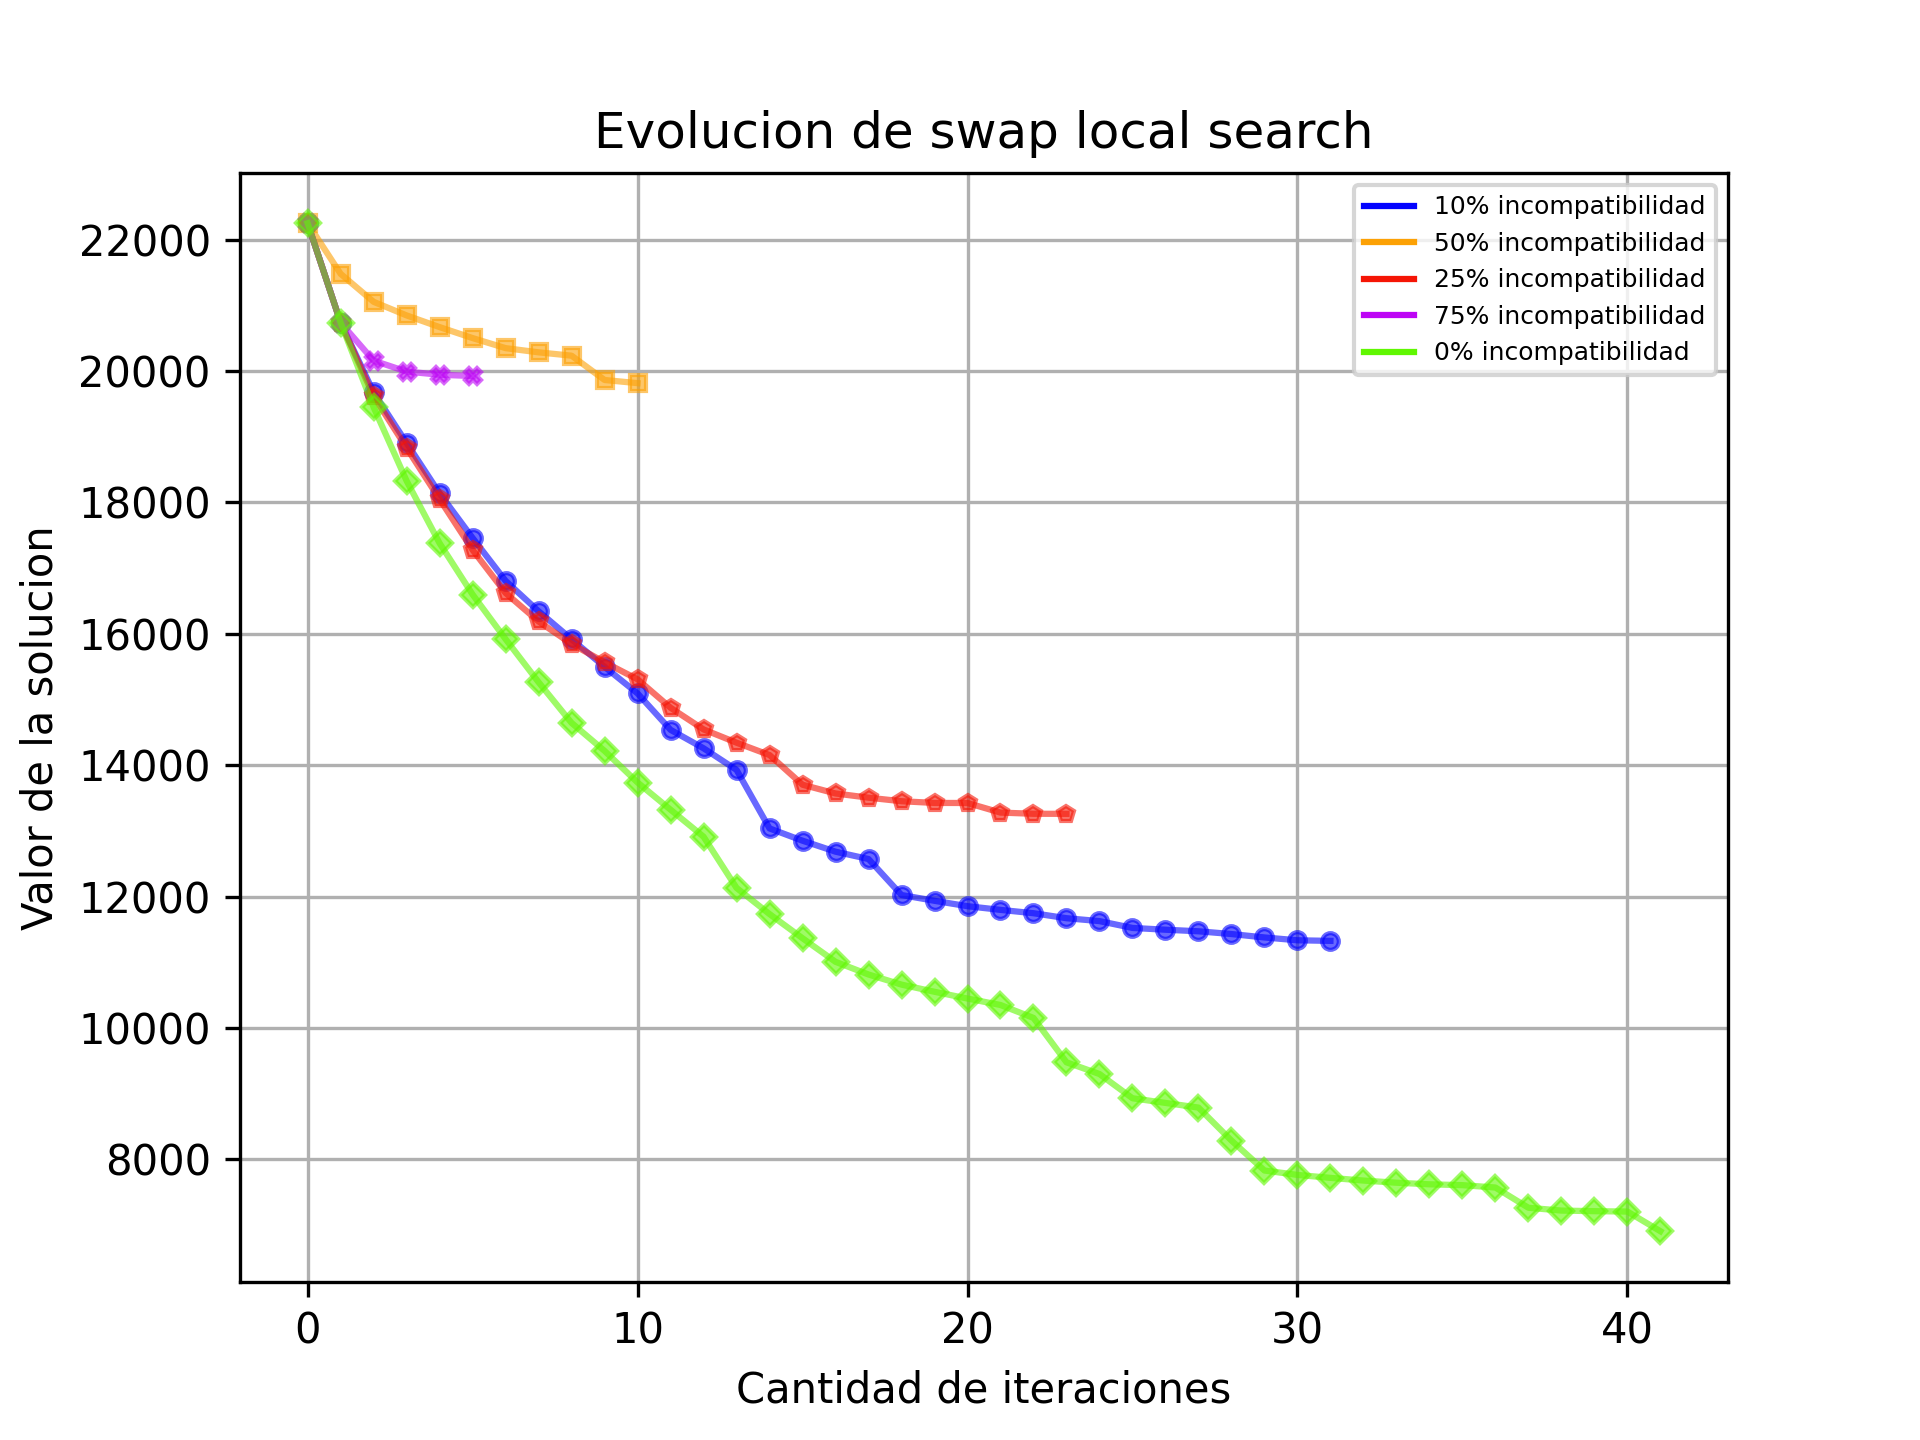 Evolucion de swap local search
10% incompatibilidad
50% incompatibilidad
25% incompatibilidad
75% incompatibilidad
0% incompatibilidad
Valor de la solucion
22000
20000
18000
16000
14000
12000
10000
8000
0 10 20 30 40
Cantidad de iteraciones